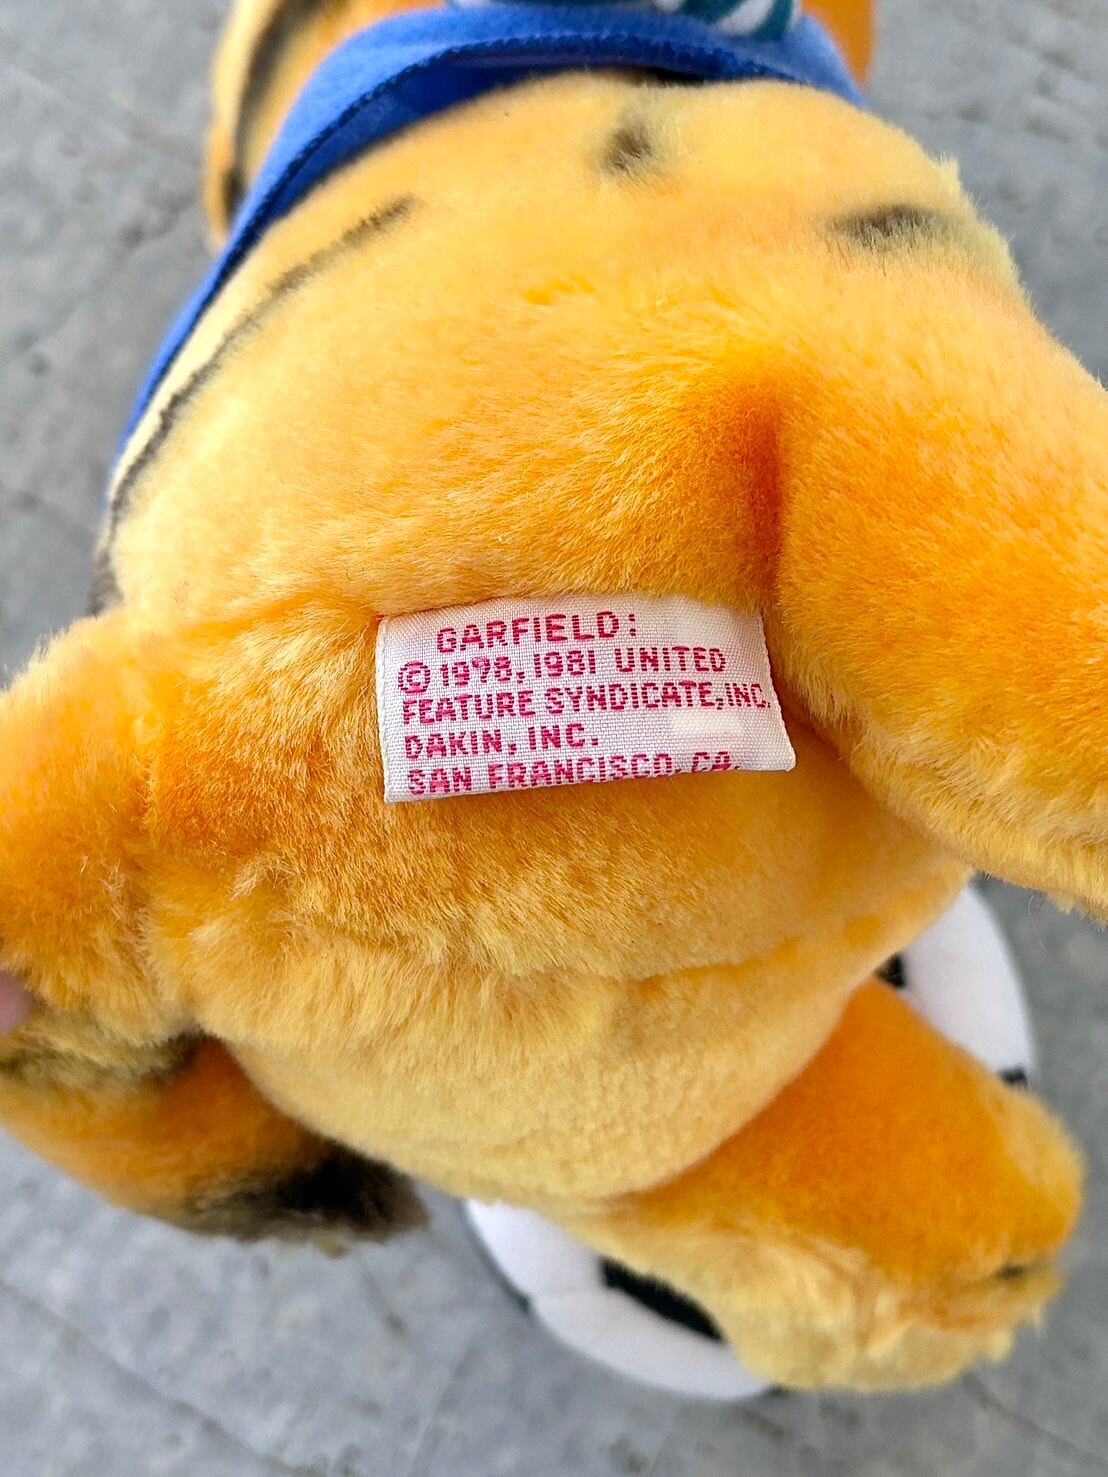 GARFIELD:
© 1978, 1981 UNITED
FEATURE SYNDICATE, INC.
DAKIN, INC.
SAN FRANCISCO, CA.